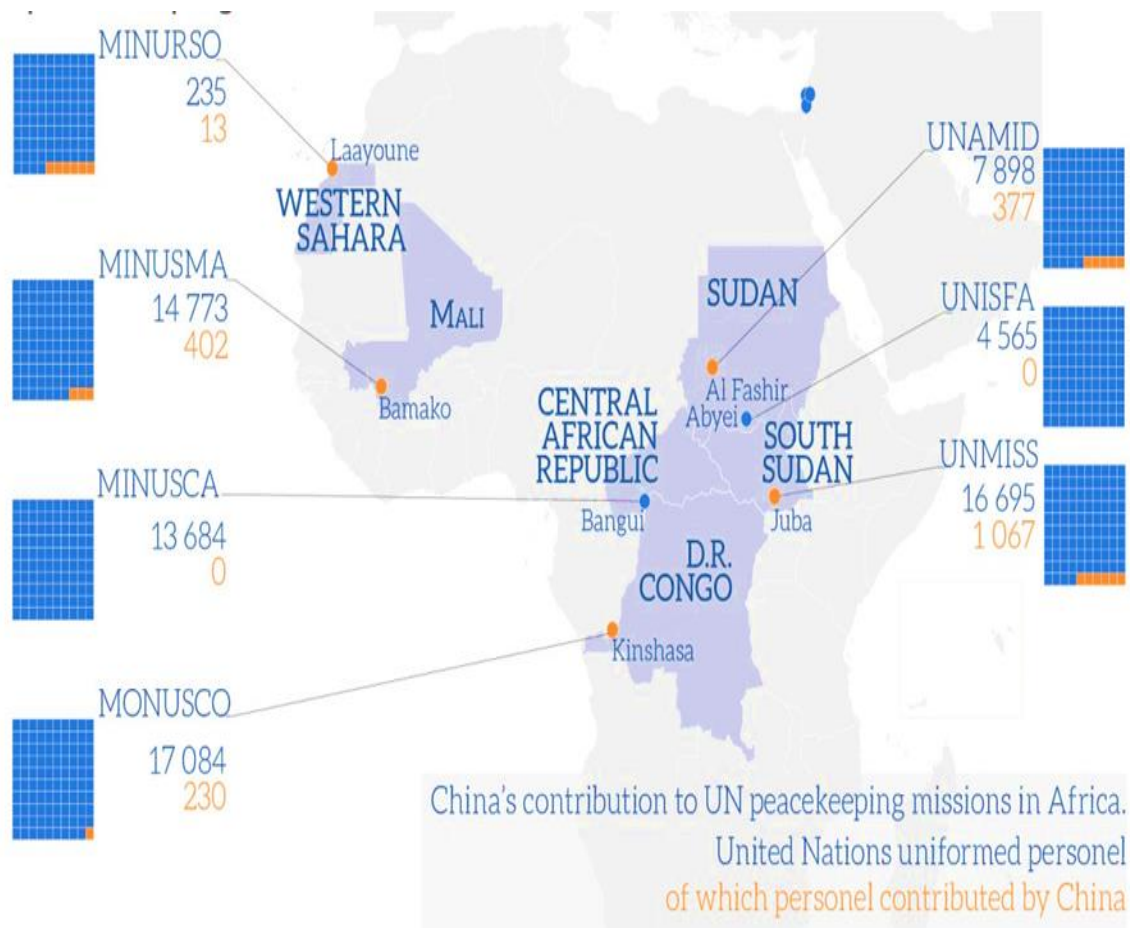 MINURSO
235
13
Laayoune
WESTERN
SAHARA
MINUSMA
14 773
402
MALI
Bamako
MINUSCA
13 684
0
CENTRAL
AFRICAN
REPUBLIC
Bangui
MONUSCO
17 084
230
D.R.
CONGO
Kinshasa
UNAMID
7 898
377
SUDAN
Al Fashir
UNISFA
4 565
0
Abyei
SOUTH
SUDAN
UNMISS
16 695
1 067
Juba
China's contribution to UN peacekeeping missions in Africa.
United Nations uniformed personel
of which personel contributed by China